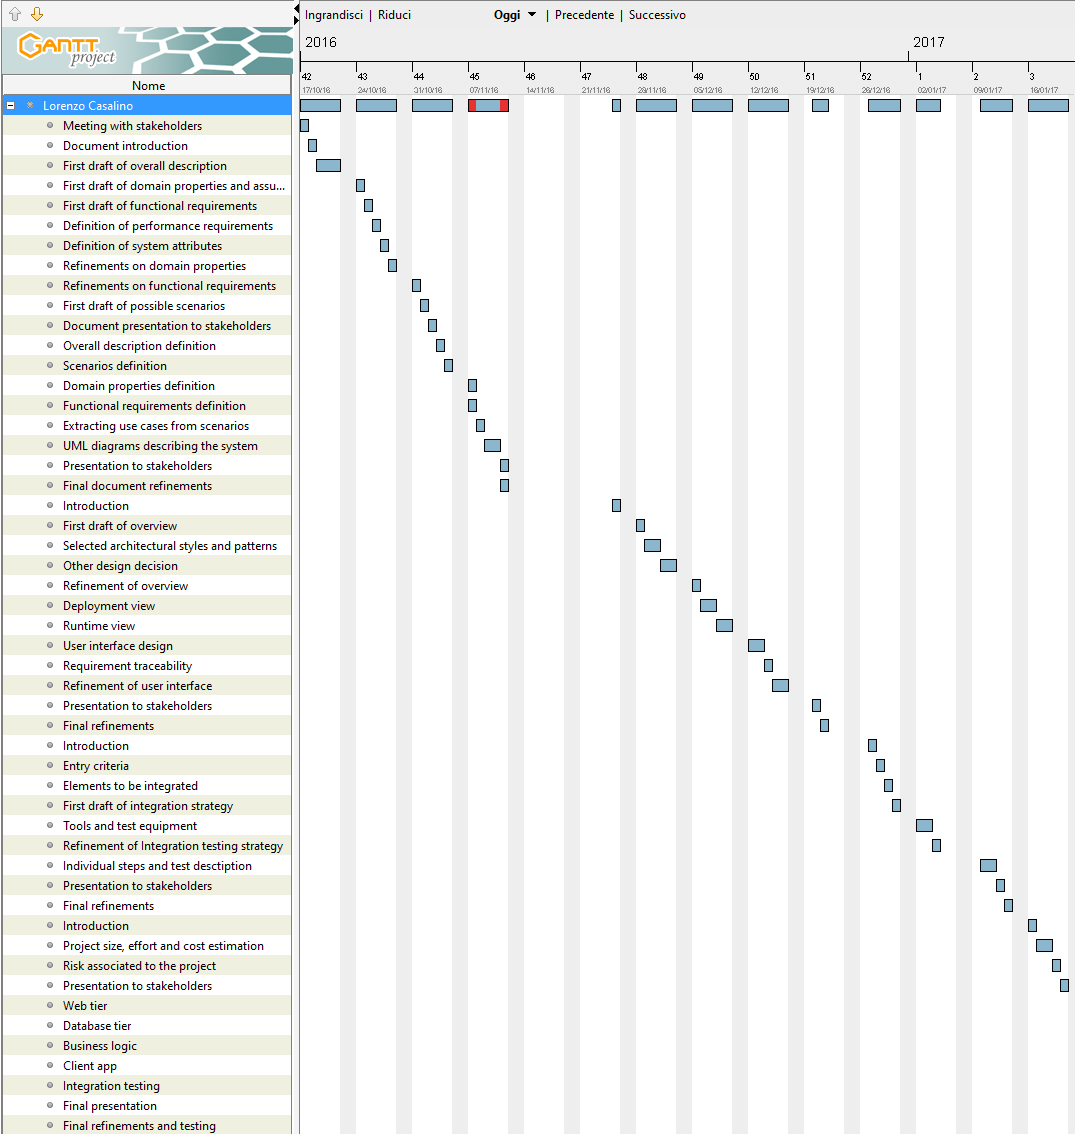 Ingrandisci | Riduci
Oggi | Precedente | Successivo
GANTT project
2016
2017
Nome
42 43 44 45 46 47 48 49 50 51 52 1 2 3
17/10/16 24/10/16 31/10/16 07/11/16 14/11/16 21/11/16 28/11/16 05/12/16 12/12/16 19/12/16 26/12/16 02/01/17 09/01/17 16/01/17
Lorenzo Casalino
Meeting with stakeholders
Document introduction
First draft of overall description
First draft of domain properties and assu...
First draft of functional requirements
Definition of performance requirements
Definition of system attributes
Refinements on domain properties
Refinements on functional requirements
First draft of possible scenarios
Document presentation to stakeholders
Overall description definition
Scenarios definition
Domain properties definition
Functional requirements definition
Extracting use cases from scenarios
UML diagrams describing the system
Presentation to stakeholders
Final document refinements
Introduction
First draft of overview
Selected architectural styles and patterns
Other design decision
Refinement of overview
Deployment view
Runtime view
User interface design
Requirement traceability
Refinement of user interface
Presentation to stakeholders
Final refinements
Introduction
Entry criteria
Elements to be integrated
First draft of integration strategy
Tools and test equipment
Refinement of Integration testing strategy
Individual steps and test desctiption
Presentation to stakeholders
Final refinements
Introduction
Project size, effort and cost estimation
Risk associated to the project
Presentation to stakeholders
Web tier
Database tier
Business logic
Client app
Integration testing
Final presentation
Final refinements and testing